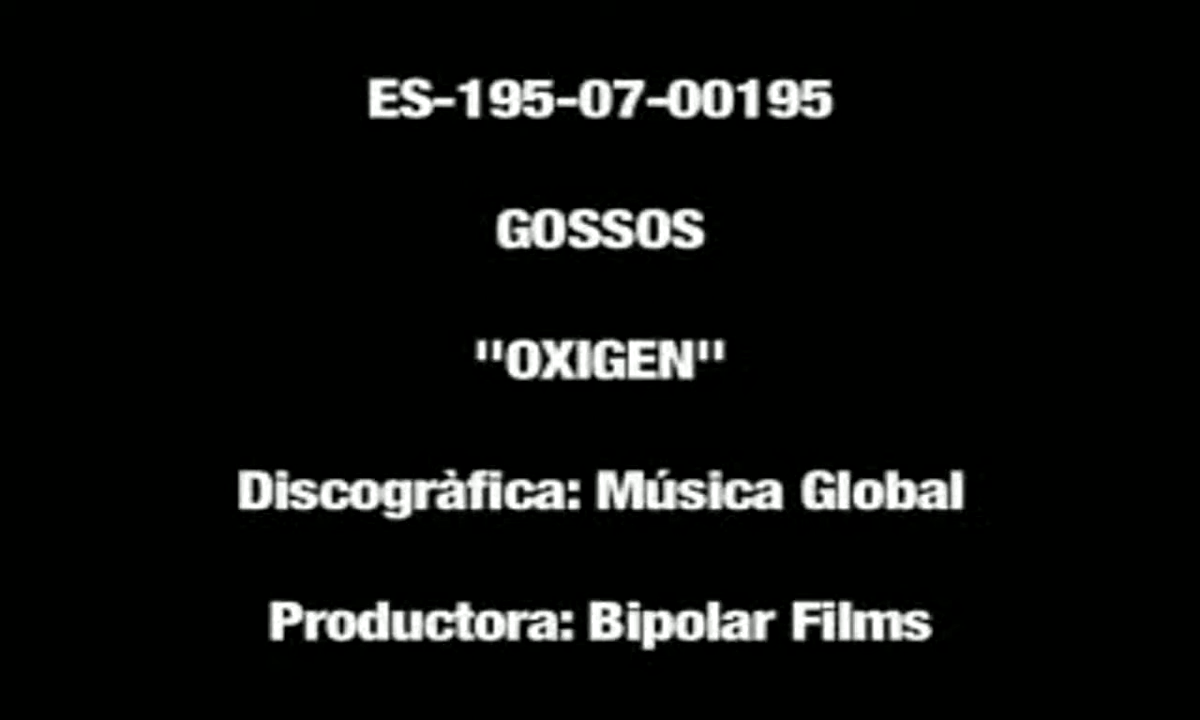 ES-195-07-00195
GOSSOS
"OXIGEN"
Discogràfica: Música Global
Productora: Bipolar Films